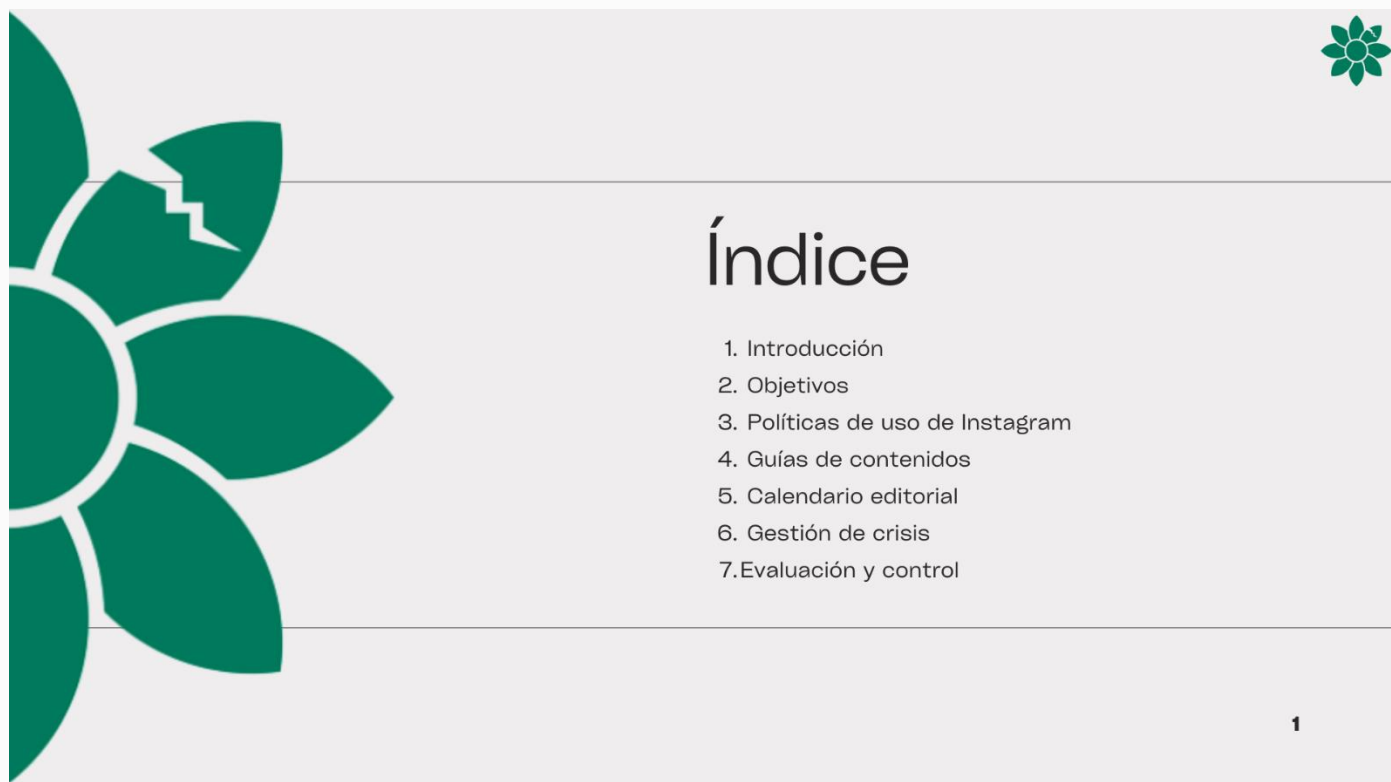 Índice
1. Introducción
2. Objetivos
3. Políticas de uso de Instagram
4. Guías de contenidos
5. Calendario editorial
6. Gestión de crisis
7.Evaluación y control
1